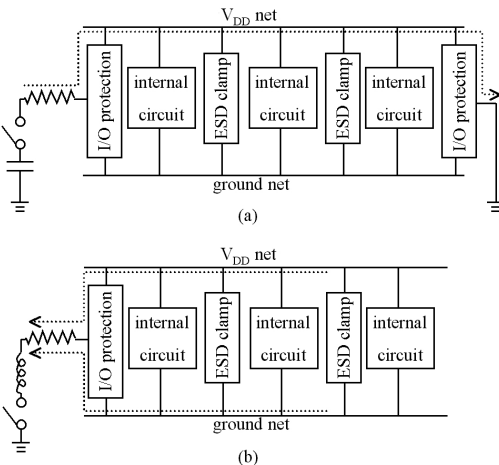 V_DD net
I/O protection
internal
circuit
ESD clamp
internal
circuit
ESD clamp
internal
circuit
I/O protection
ground net
(a)
V_DD net
I/O protection
internal
circuit
ESD clamp
internal
circuit
ESD clamp
internal
circuit
ground net
(b)